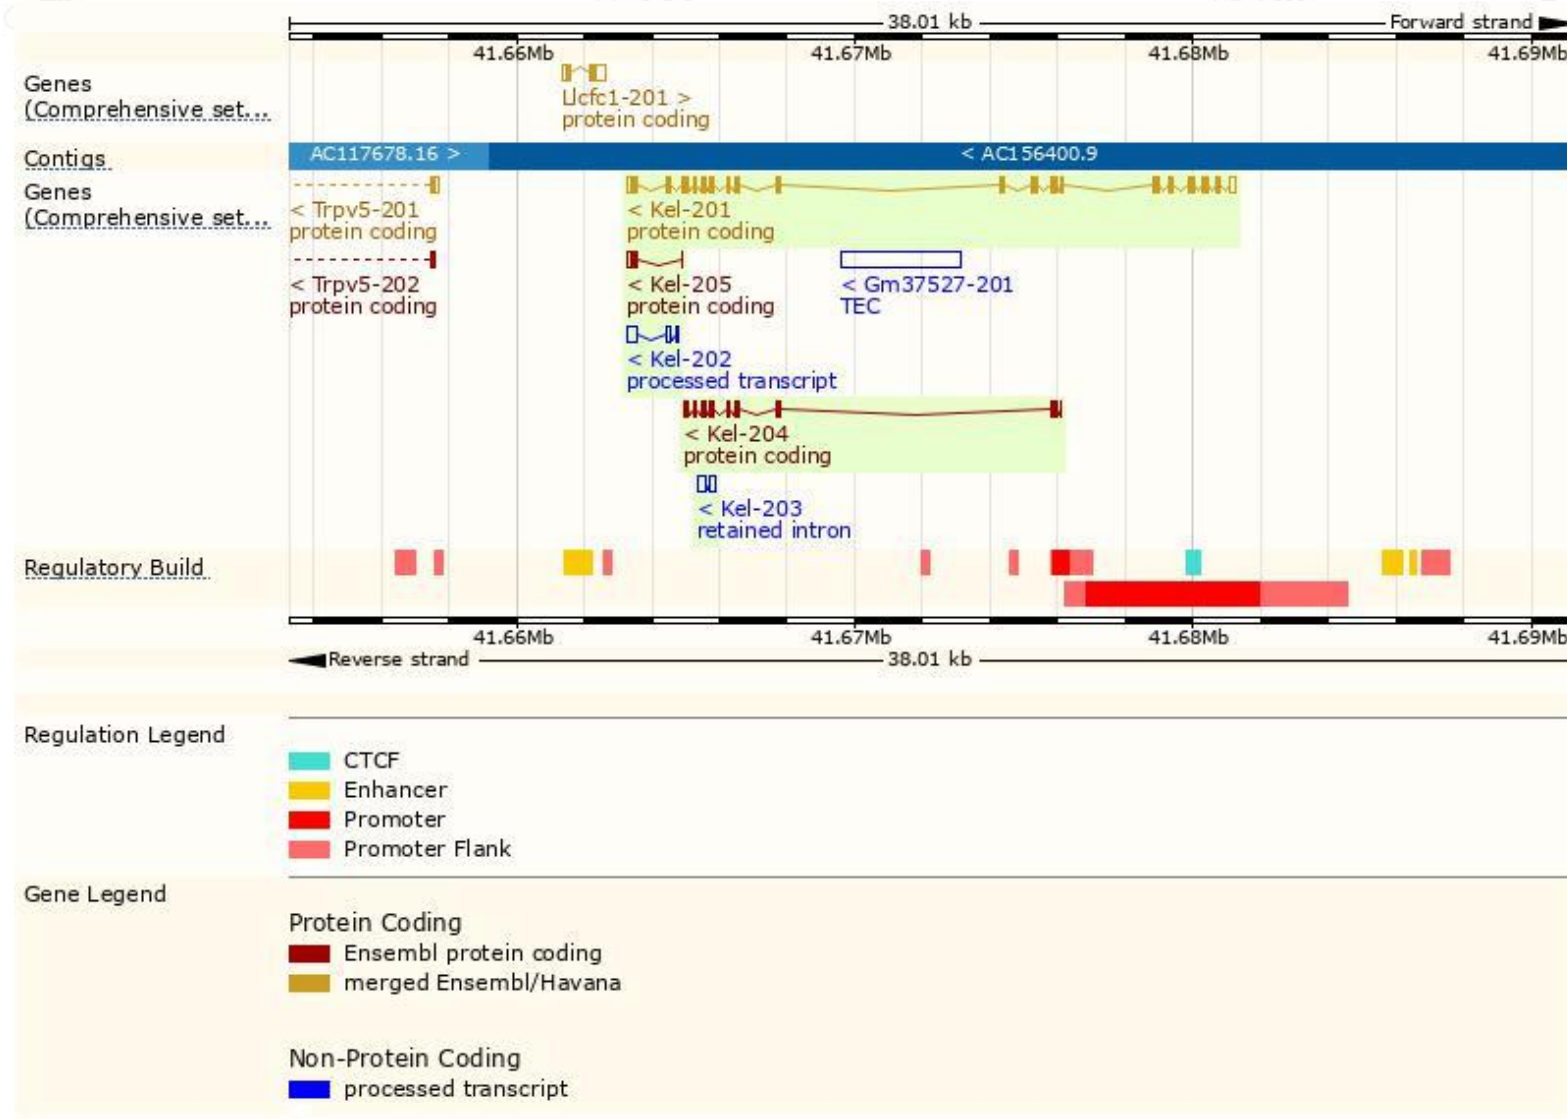 38.01 kb Forward strand
41.66Mb 41.67Mb 41.68Mb 41.69Mb
Genes
(Comprehensive set...
Llcfc1-201 >
protein coding
Contigs
AC117678.16 > < AC156400.9
Genes
(Comprehensive set...
< Trpv5-201 < Kel-201
protein coding protein coding
< Trpv5-202 < Kel-205 < Gm37527-201
protein coding protein coding TEC
< Kel-202
processed transcript
< Kel-204
protein coding
< Kel-203
retained intron
Regulatory Build
41.66Mb 41.67Mb 41.68Mb 41.69Mb
Reverse strand 38.01 kb
Regulation Legend
CTCF
Enhancer
Promoter
Promoter Flank
Gene Legend
Protein Coding
Ensembl protein coding
merged Ensembl/Havana
Non-Protein Coding
processed transcript